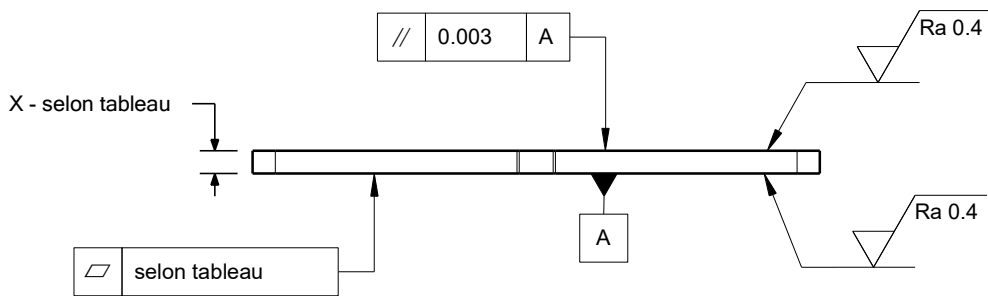 // 0.003 A
Ra 0.4
X - selon tableau
A
Ra 0.4
selon tableau